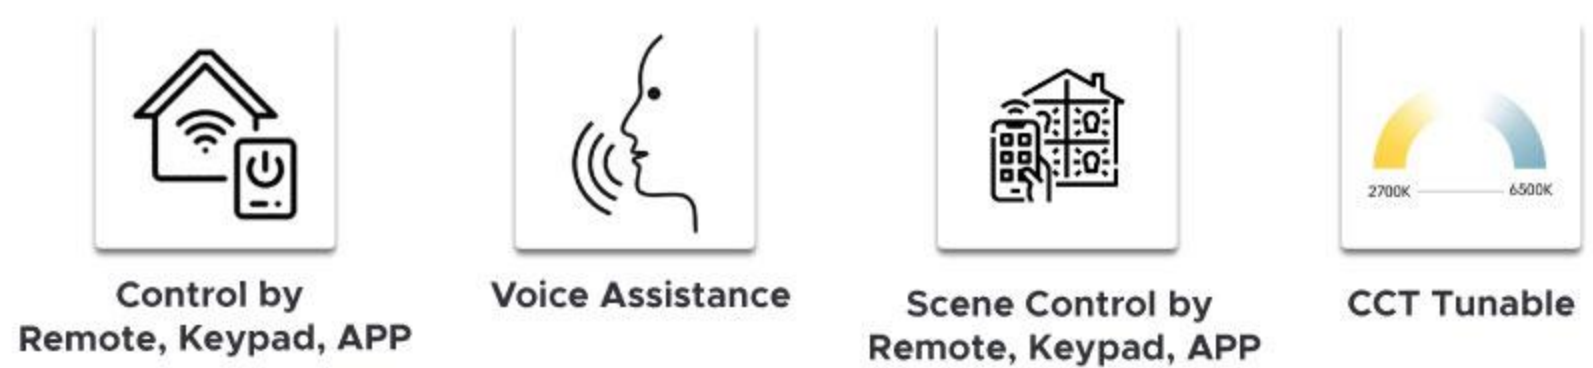 Control by
Remote, Keypad, APP
Voice Assistance
Scene Control by
Remote, Keypad, APP
2700K
6500K
CCT Tunable